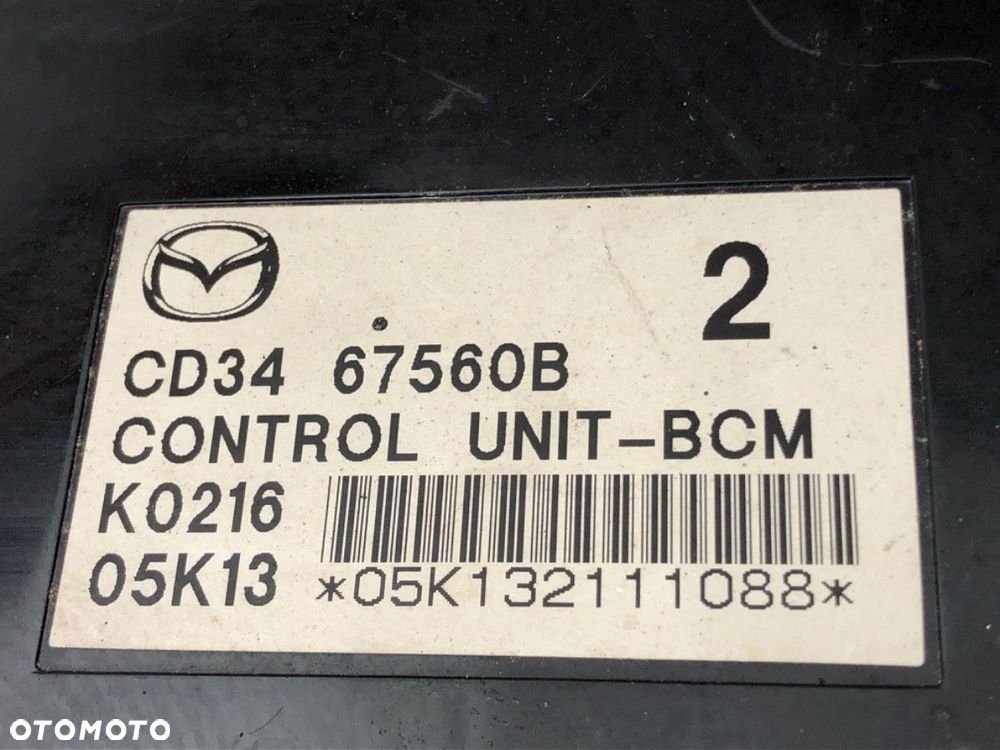 2
CD34 67560B
CONTROL UNIT-BCM
K0216
05K13 *05K132111088*
OTOMOTO